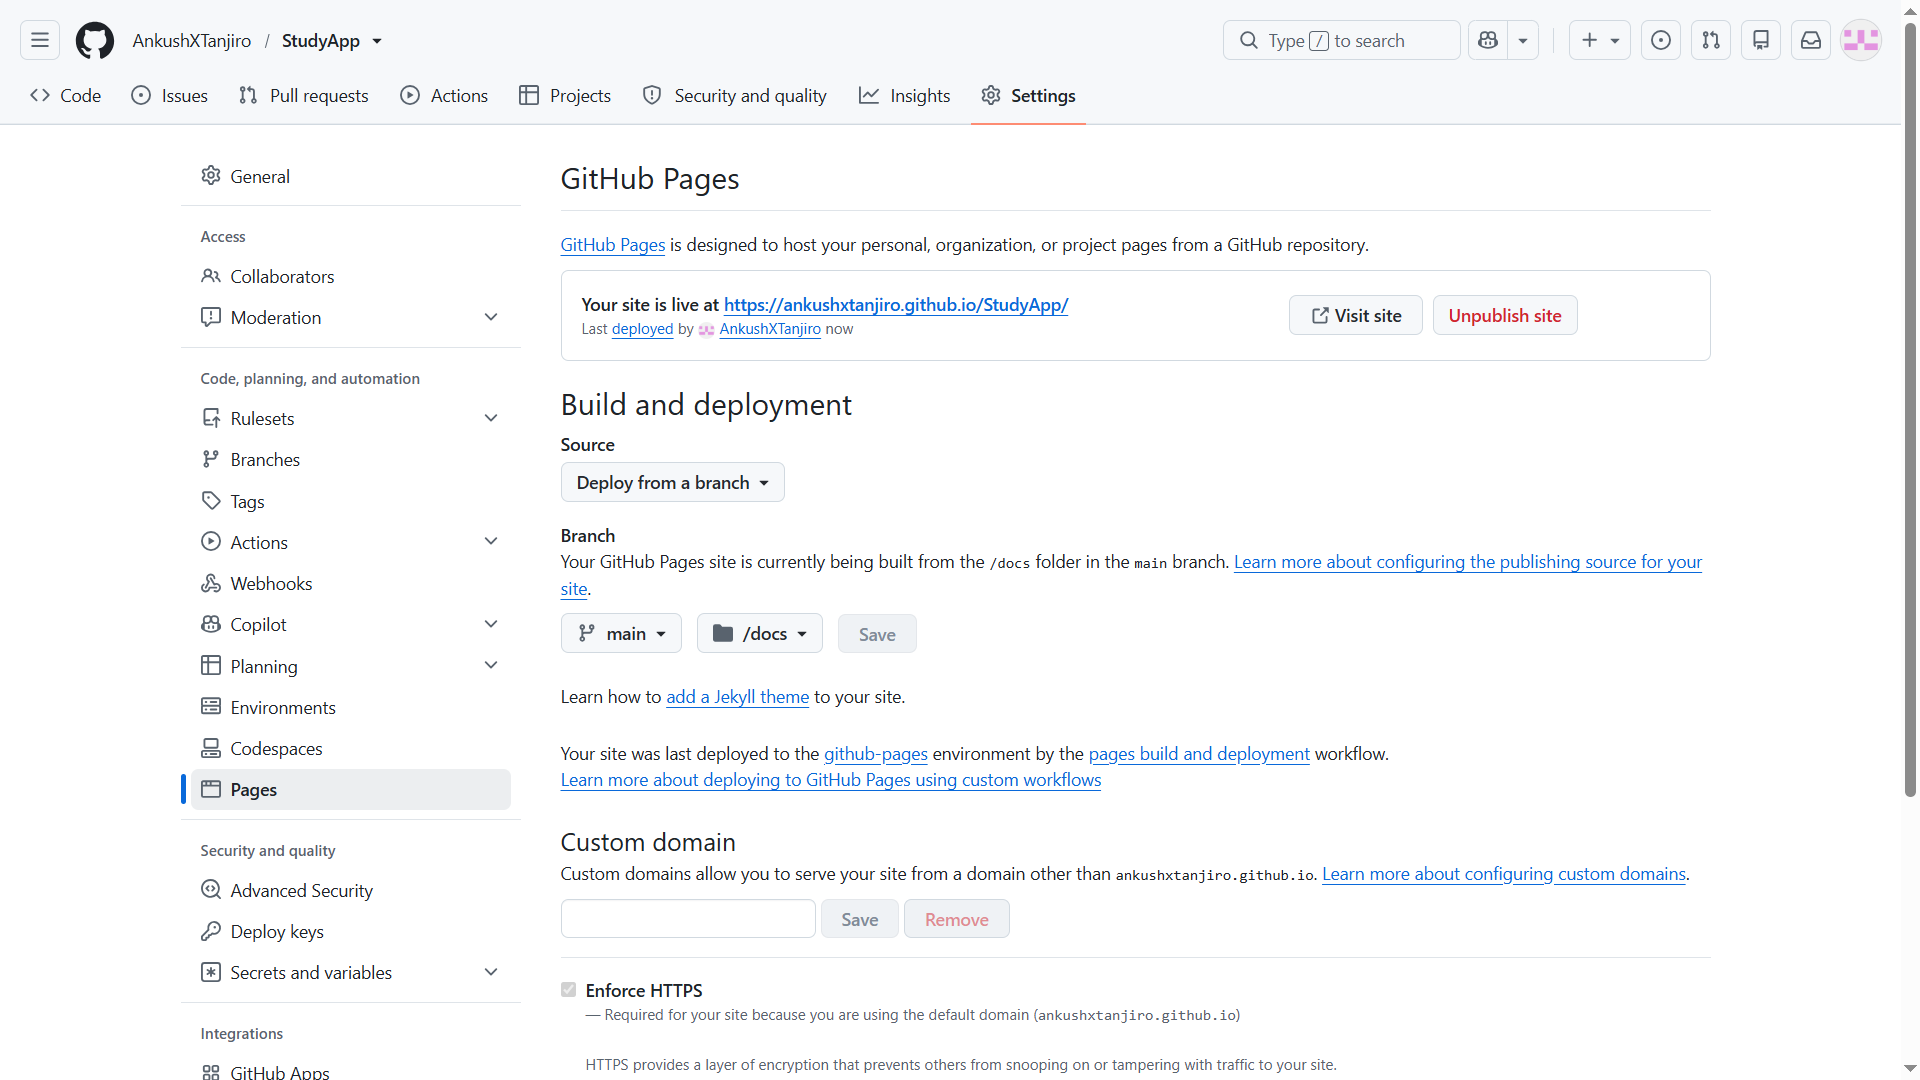 AnkushXTanjiro / StudyApp
Type / to search
Code
Issues
Pull requests
Actions
Projects
Security and quality
Insights
Settings
General
Access
Collaborators
Moderation
Code, planning, and automation
Rulesets
Branches
Tags
Actions
Webhooks
Copilot
Planning
Environments
Codespaces
Pages
Security and quality
Advanced Security
Deploy keys
Secrets and variables
Integrations
GitHub Apps
GitHub Pages
GitHub Pages is designed to host your personal, organization, or project pages from a GitHub repository.
Your site is live at https://ankushxtanjiro.github.io/StudyApp/
Last deployed by AnkushXTanjiro now
Visit site
Unpublish site
Build and deployment
Source
Deploy from a branch
Branch
Your GitHub Pages site is currently being built from the /docs folder in the main branch. Learn more about configuring the publishing source for your
site.
main
/docs
Save
Learn how to add a Jekyll theme to your site.
Your site was last deployed to the github-pages environment by the pages build and deployment workflow.
Learn more about deploying to GitHub Pages using custom workflows
Custom domain
Custom domains allow you to serve your site from a domain other than ankushxtanjiro.github.io. Learn more about configuring custom domains.
Save
Remove
Enforce HTTPS
— Required for your site because you are using the default domain (ankushxtanjiro.github.io)
HTTPS provides a layer of encryption that prevents others from snooping on or tampering with traffic to your site.